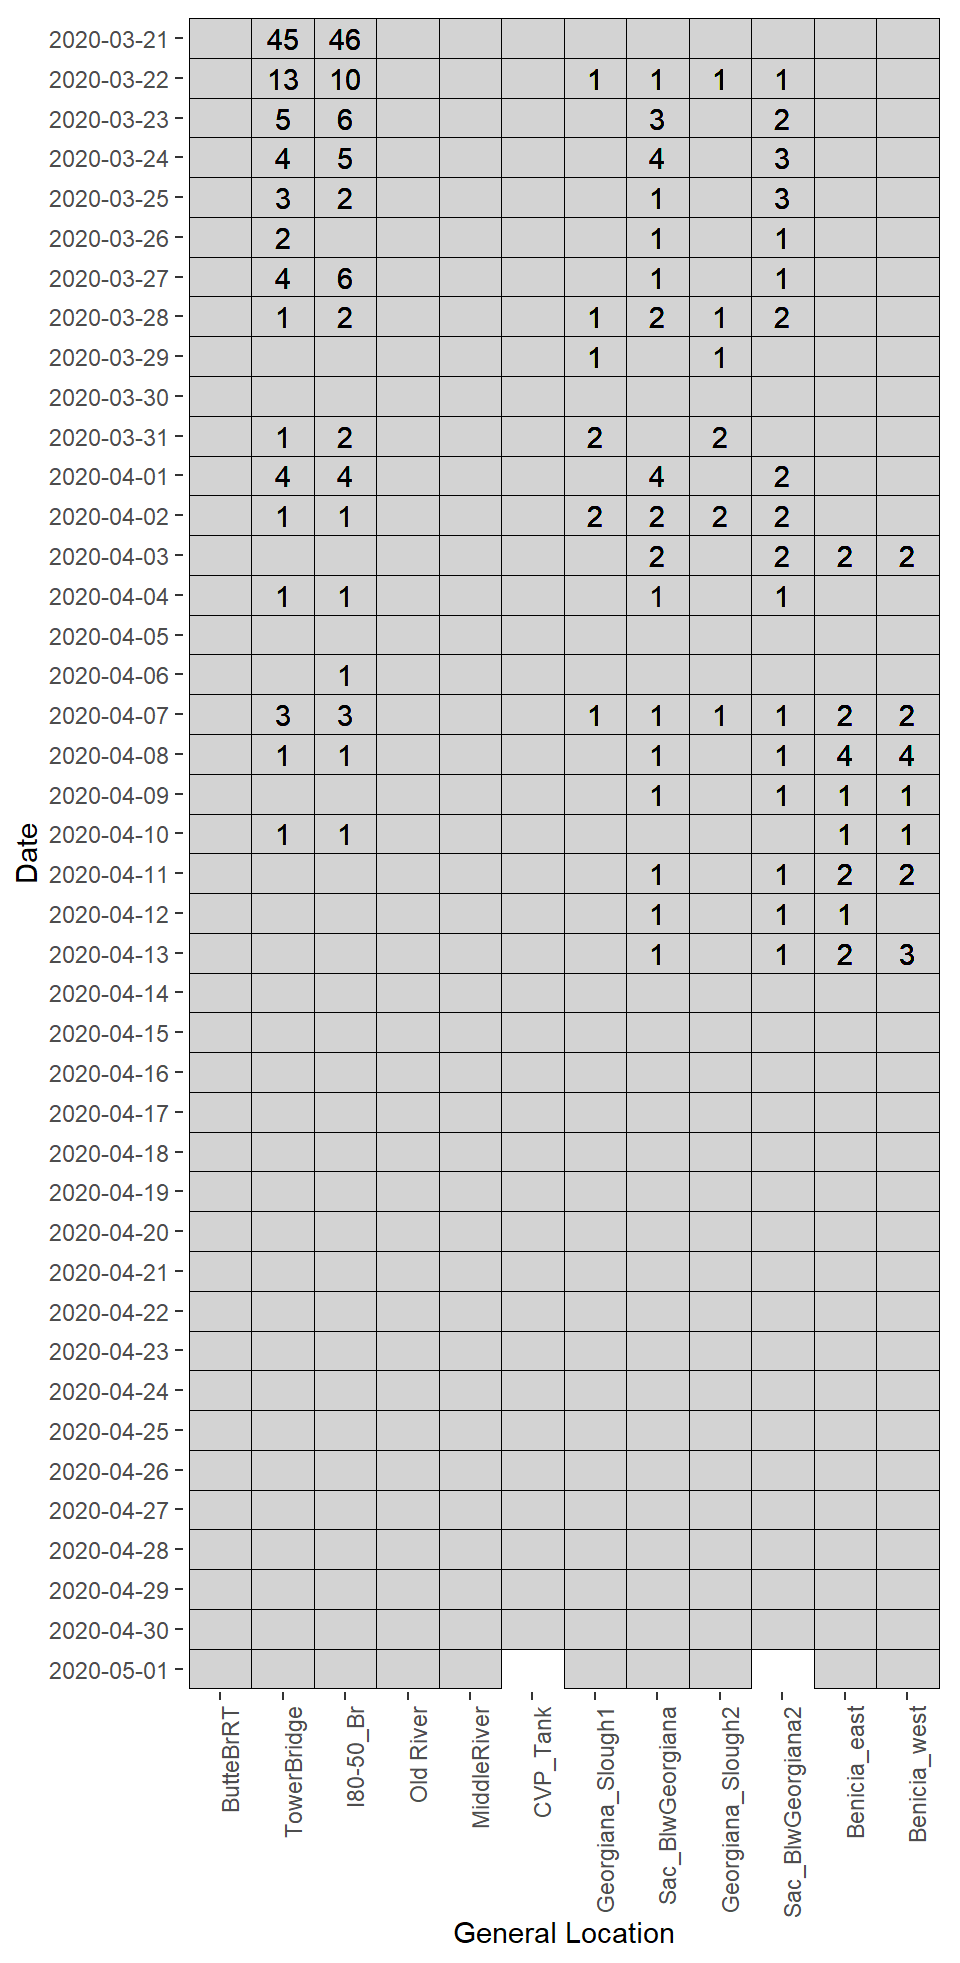 2020-03-21 45 46
2020-03-22 13 10 1 1 1 1
2020-03-23 5 6 3 2
2020-03-24 4 5 4 3
2020-03-25 3 2 1 3
2020-03-26 2 1 1
2020-03-27 4 6 1 1
2020-03-28 1 2 1 2 1 2
2020-03-29 1 1
2020-03-30
2020-03-31 1 2 2 2
2020-04-01 4 4 4 2
2020-04-02 1 1 2 2 2 2
2020-04-03 2 2 2 2
2020-04-04 1 1 1 1
2020-04-05
2020-04-06 1
2020-04-07 3 3 1 1 1 1 2 2
2020-04-08 1 1 1 1 4 4
2020-04-09 1 1 1 1
2020-04-10 1 1 1 1
2020-04-11 1 1 2 2
2020-04-12 1 1 1
2020-04-13 1 1 2 3
2020-04-14
2020-04-15
2020-04-16
2020-04-17
2020-04-18
2020-04-19
2020-04-20
2020-04-21
2020-04-22
2020-04-23
2020-04-24
2020-04-25
2020-04-26
2020-04-27
2020-04-28
2020-04-29
2020-04-30
2020-05-01
Date
ButteBrRT
TowerBridge
I80-50_Br
Old River
MiddleRiver
CVP_Tank
Georgiana_Slough1
Sac_BlwGeorgiana
Georgiana_Slough2
Sac_BlwGeorgiana2
Benicia_east
Benicia_west
General Location